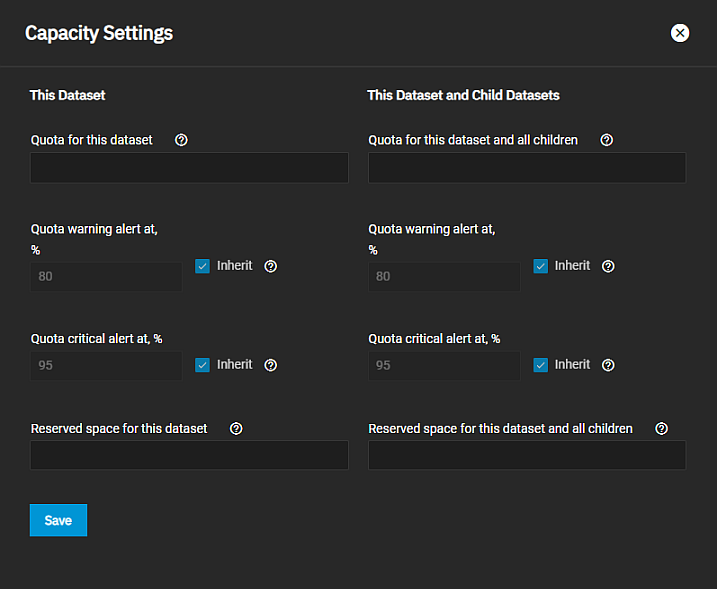 Capacity Settings
This Dataset
This Dataset and Child Datasets
Quota for this dataset
Quota for this dataset and all children
Quota warning alert at,
%
80
Inherit
Quota warning alert at,
%
80
Inherit
Quota critical alert at, %
95
Inherit
Quota critical alert at, %
95
Inherit
Reserved space for this dataset
Reserved space for this dataset and all children
Save